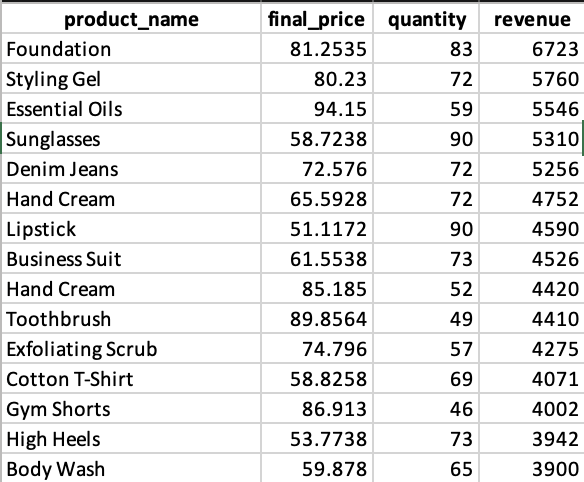 product_name final_price quantity revenue
Foundation 81.2535 83 6723
Styling Gel 80.23 72 5760
Essential Oils 94.15 59 5546
Sunglasses 58.7238 90 5310
Denim Jeans 72.576 72 5256
Hand Cream 65.5928 72 4752
Lipstick 51.1172 90 4590
Business Suit 61.5538 73 4526
Hand Cream 85.185 52 4420
Toothbrush 89.8564 49 4410
Exfoliating Scrub 74.796 57 4275
Cotton T-Shirt 58.8258 69 4071
Gym Shorts 86.913 46 4002
High Heels 53.7738 73 3942
Body Wash 59.878 65 3900